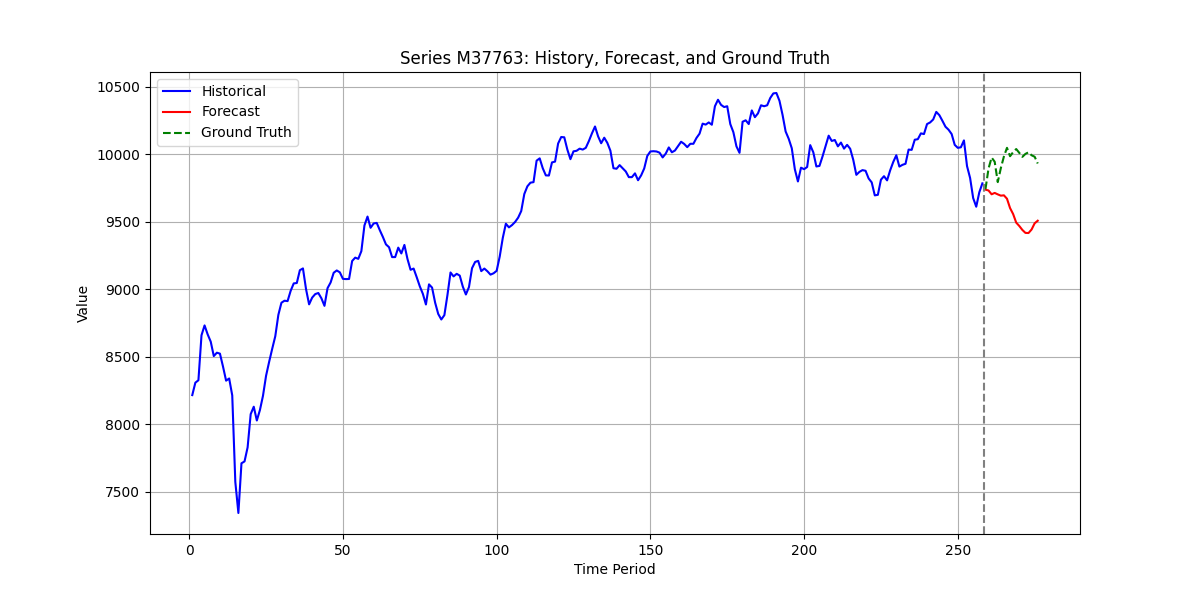 Series M37763: History, Forecast, and Ground Truth
Historical
Forecast
Ground Truth
10500
10000
9500
9000
8500
8000
7500
Value
0 50 100 150 200 250
Time Period